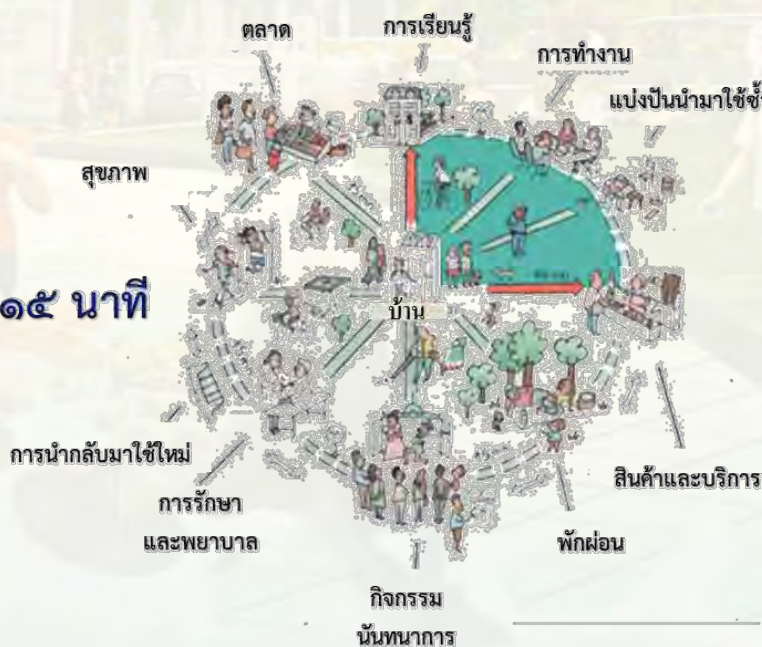 ตลาด
การเรียนรู้
การทำงาน
แบ่งปันนำมาใช้ซ้ำ
สุขภาพ
๑๕ นาที
บ้าน
การนำกลับมาใช้ใหม่
การรักษา
และพยาบาล
สินค้าและบริการ
พักผ่อน
กิจกรรม
นันทนาการ